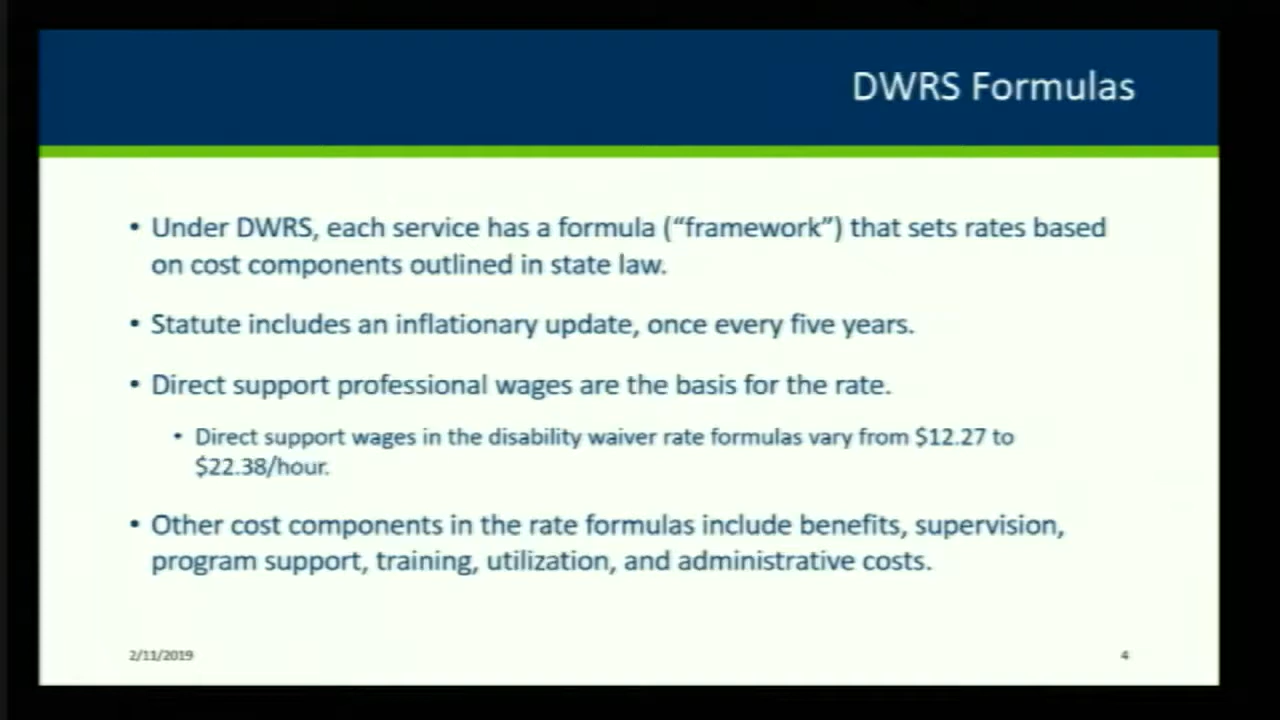 DWRS Formulas
• Under DWRS, each service has a formula (“framework”) that sets rates based
on cost components outlined in state law.
• Statute includes an inflationary update, once every five years.
• Direct support professional wages are the basis for the rate.
• Direct support wages in the disability waiver rate formulas vary from $12.27 to
$22.38/hour.
• Other cost components in the rate formulas include benefits, supervision,
program support, training, utilization, and administrative costs.
2/11/2019
4